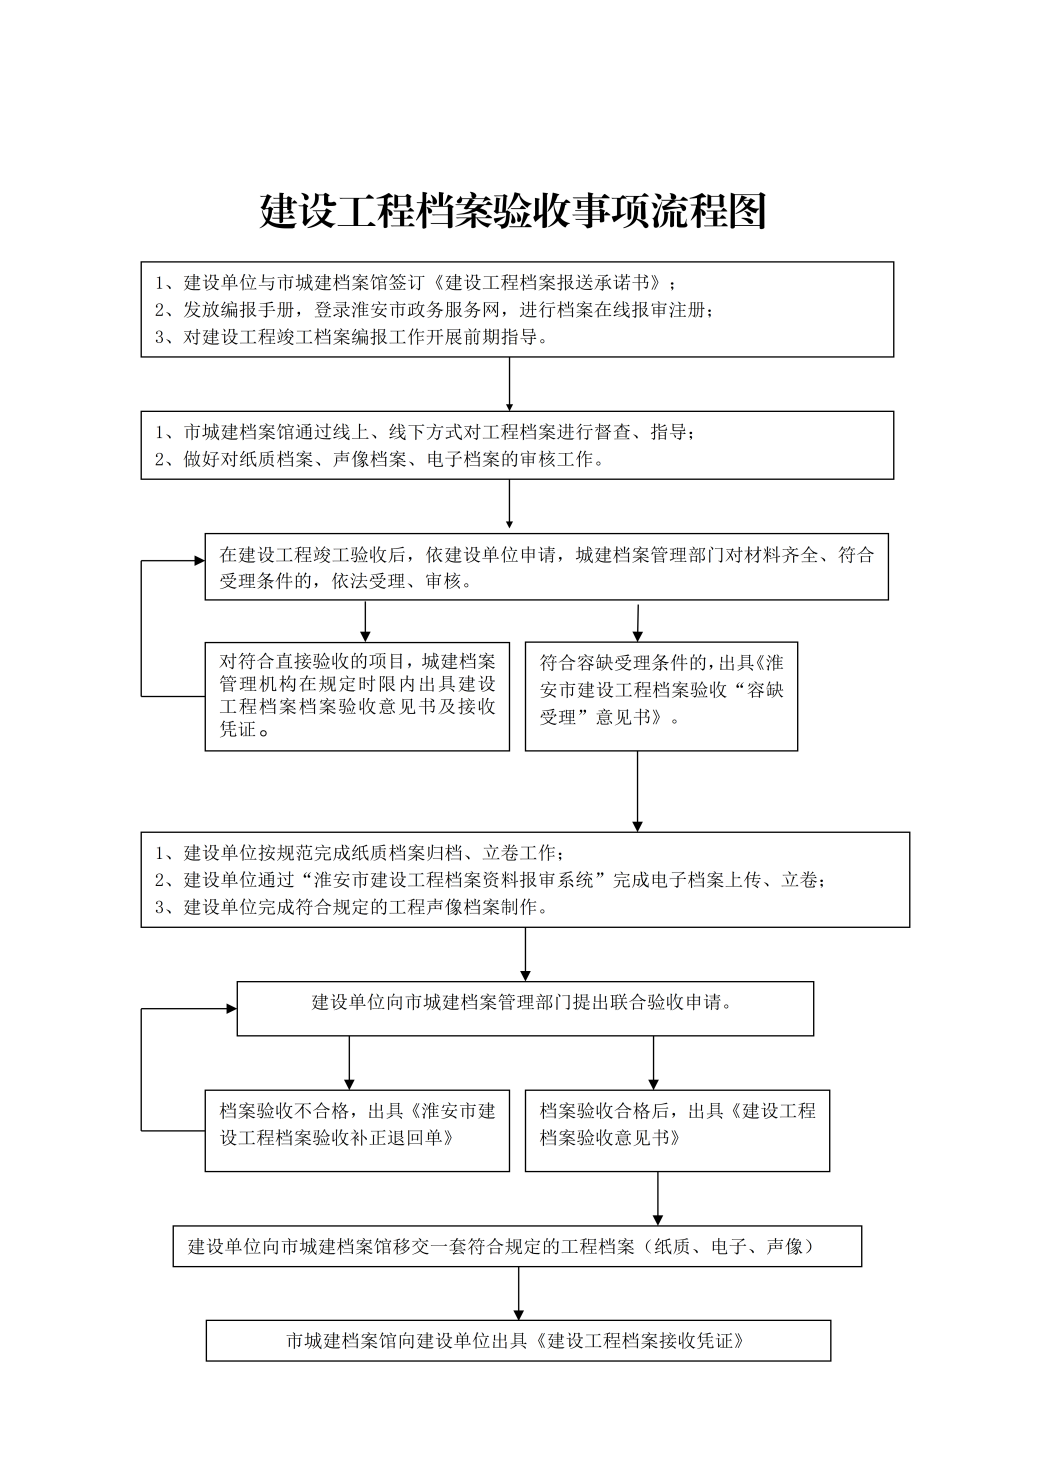 建设工程档案验收事项流程图
1、建设单位与市城建档案馆签订《建设工程档案报送承诺书》;
2、发放编报手册，登录淮安市政务服务网，进行档案在线报审注册;
3、对建设工程竣工档案编报工作开展前期指导。
1、市城建档案馆通过线上、线下方式对工程档案进行督查、指导;
2、做好对纸质档案、声像档案、电子档案的审核工作。
在建设工程竣工验收后，依建设单位申请，城建档案管理部门对材料齐全、符合
受理条件的，依法受理、审核。
对符合直接验收的项目，城建档案
管理机构在规定时限内出具建设
工程档案档案验收意见书及接收
凭证。
符合容缺受理条件的，出具《淮
安市建设工程档案验收“容缺
受理”意见书》。
1、建设单位按规范完成纸质档案归档、立卷工作;
2、建设单位通过“淮安市建设工程档案资料报审系统”完成电子档案上传、立卷;
3、建设单位完成符合规定的工程声像档案制作。
建设单位向市城建档案管理部门提出联合验收申请。
档案验收不合格，出具《淮安市建
设工程档案验收补正退回单》
档案验收合格后，出具《建设工程
档案验收意见书》
建设单位向市城建档案馆移交一套符合规定的工程档案（纸质、电子、声像）
市城建档案馆向建设单位出具《建设工程档案接收凭证》